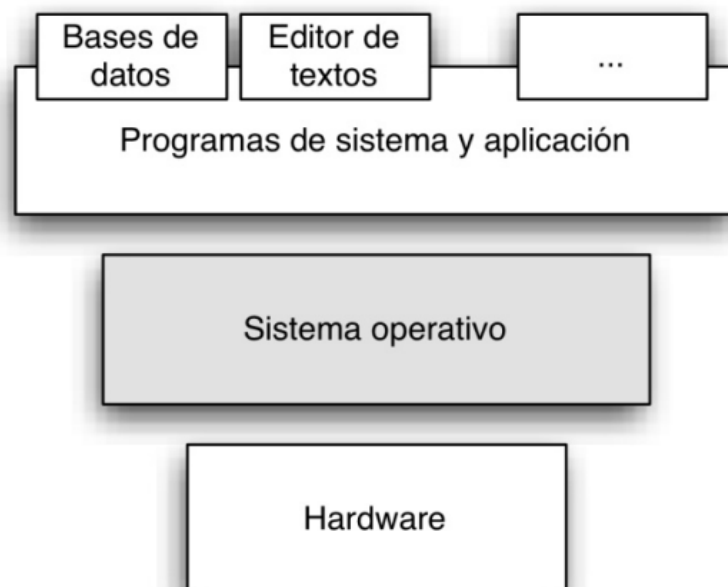 Bases de
datos
Editor de
textos
...
Programas de sistema y aplicación
Sistema operativo
Hardware